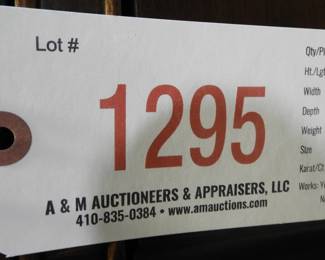 Lot #
1295
A & M AUCTIONEERS & APPRAISERS, LLC
410-835-0384 • www.amauctions.com
Width
Depth
Weight
Size